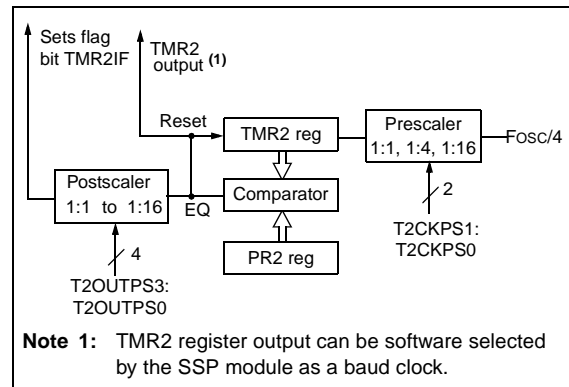 Sets flag
bit TMR2IF
TMR2
output (1)
Reset
TMR2 reg
Prescaler
1:1, 1:4, 1:16
FOSC/4
Postscaler
1:1 to 1:16
EQ
Comparator
2
T2CKPS1:
T2CKPS0
4
PR2 reg
T2OUTPS3:
T2OUTPS0
Note 1: TMR2 register output can be software selected
by the SSP module as a baud clock.